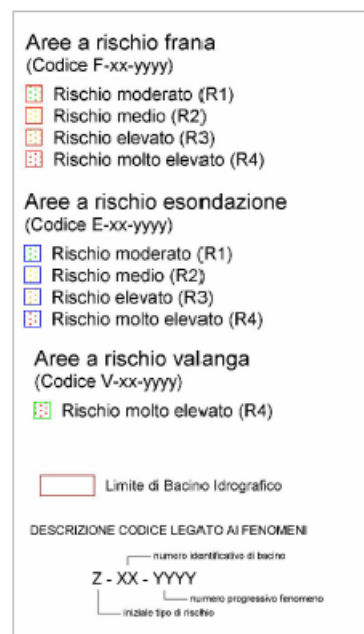 Aree a rischio frana
(Codice F-xx-yyyy)
Rischio moderato (R1)
Rischio medio (R2)
Rischio elevato (R3)
Rischio molto elevato (R4)
Aree a rischio esondazione
(Codice E-xx-yyyy)
Rischio moderato (R1)
Rischio medio (R2)
Rischio elevato (R3)
Rischio molto elevato (R4)
Aree a rischio valanga
(Codice V-xx-yyyy)
Rischio molto elevato (R4)
Limite di Bacino Idrografico
DESCRIZIONE CODICE LEGATO AI FENOMENI
numero identificativo di bacino
Z - XX - YYYY
numero progressivo fenomeno
iniziale tipo di rischio